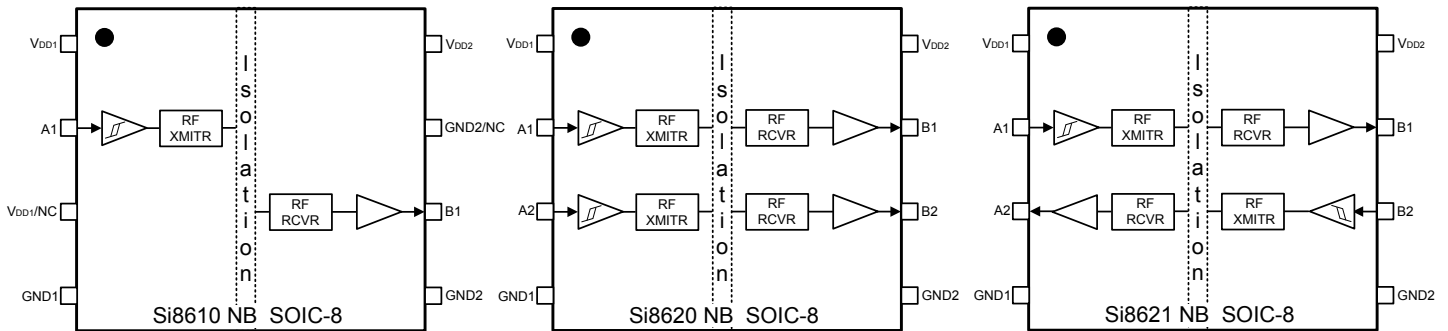 VDD1
A1
VDD1/NC
GND1
RF
XMITR
Isolation
RF
RCVR
VDD2
GND2/NC
B1
GND2
Si8610 NB SOIC-8
VDD1
A1
A2
GND1
RF
XMITR
RF
XMITR
Isolation
RF
RCVR
RF
RCVR
VDD2
B1
B2
GND2
Si8620 NB SOIC-8
VDD1
A1
A2
GND1
RF
XMITR
RF
RCVR
Isolation
RF
RCVR
RF
XMITR
VDD2
B1
B2
GND2
Si8621 NB SOIC-8